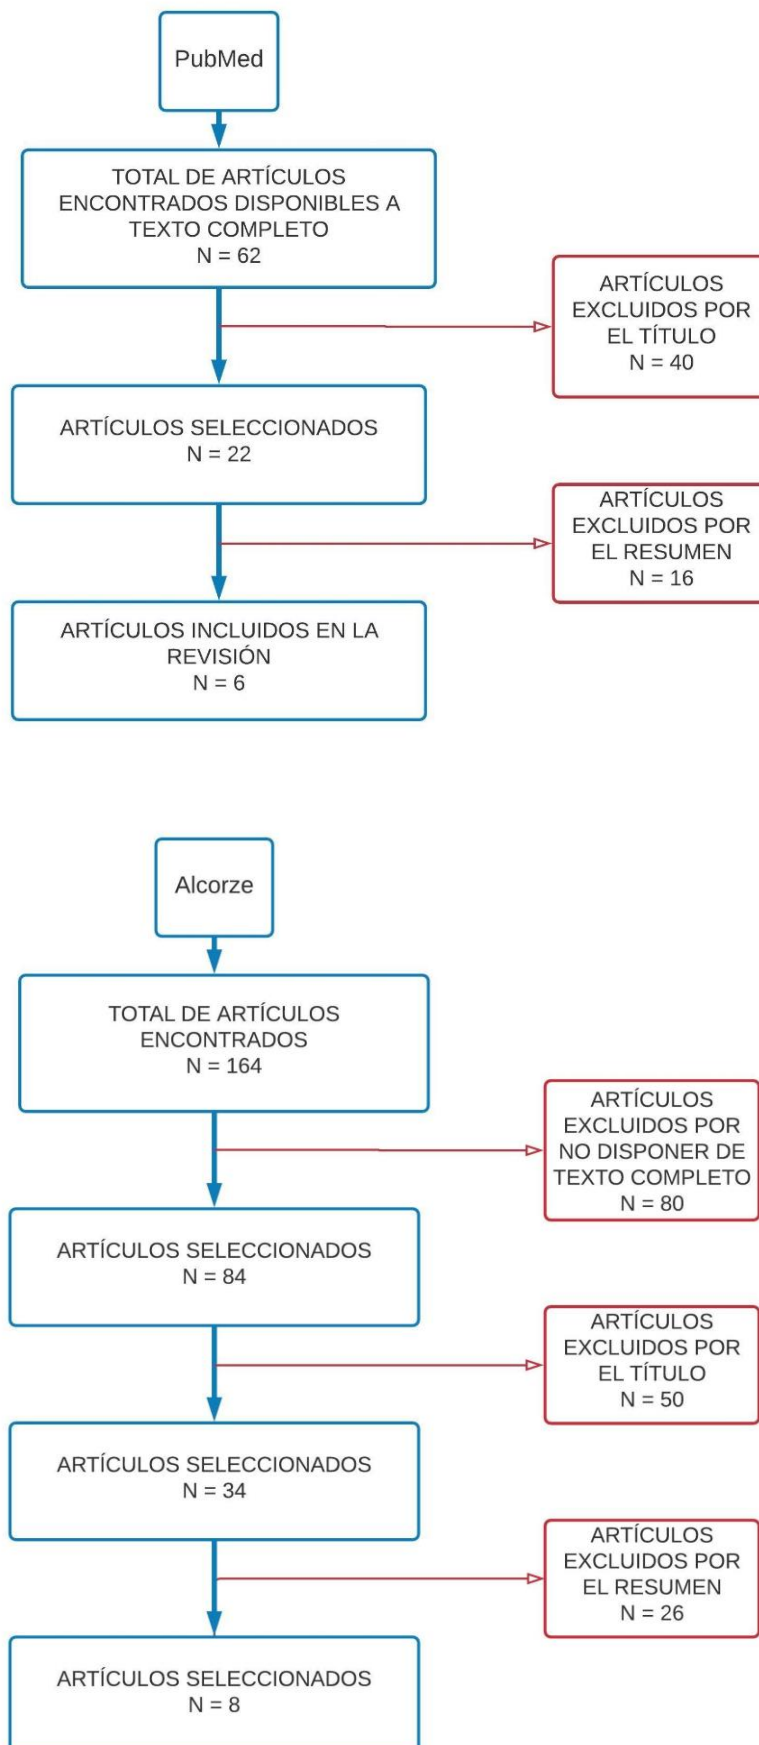 PubMed
TOTAL DE ARTÍCULOS
ENCONTRADOS DISPONIBLES A
TEXTO COMPLETO
N = 62
ARTÍCULOS
EXCLUIDOS POR
EL TÍTULO
N = 40
ARTÍCULOS SELECCIONADOS
N = 22
ARTÍCULOS
EXCLUIDOS POR
EL RESUMEN
N = 16
ARTÍCULOS INCLUIDOS EN LA
REVISIÓN
N = 6
Alcorze
TOTAL DE ARTÍCULOS
ENCONTRADOS
N = 164
ARTÍCULOS
EXCLUIDOS POR
NO DISPONER DE
TEXTO COMPLETO
N = 80
ARTÍCULOS SELECCIONADOS
N = 84
ARTÍCULOS
EXCLUIDOS POR
EL TÍTULO
N = 50
ARTÍCULOS SELECCIONADOS
N = 34
ARTÍCULOS
EXCLUIDOS POR
EL RESUMEN
N = 26
ARTÍCULOS SELECCIONADOS
N = 8